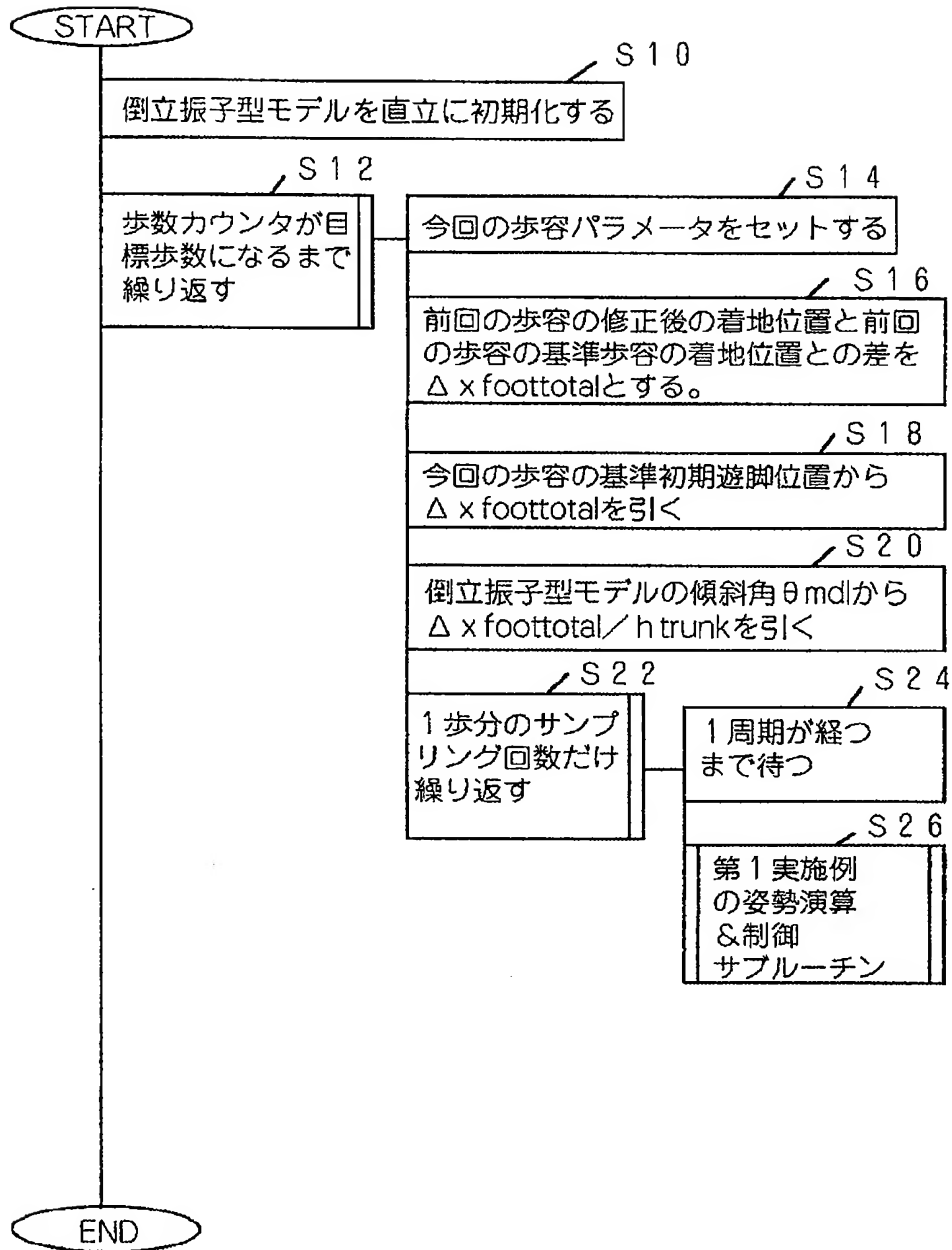 START
S10
倒立振子型モデルを直立に初期化する
S12
歩数カウンタが目
標歩数になるまで
繰り返す
S14
今回の歩容パラメータをセットする
S16
前回の歩容の修正後の着地位置と前回
の歩容の基準歩容の着地位置との差を
Δxfoottotalとする。
S18
今回の歩容の基準初期遊脚位置から
Δxfoottotalを引く
S20
倒立振子型モデルの傾斜角θmdlから
Δxfoottotal/htrunkを引く
S22
1歩分のサンプ
リング回数だけ
繰り返す
S24
1周期が経つ
まで待つ
S26
第1実施例
の姿勢演算
&制御
サブルーチン
END